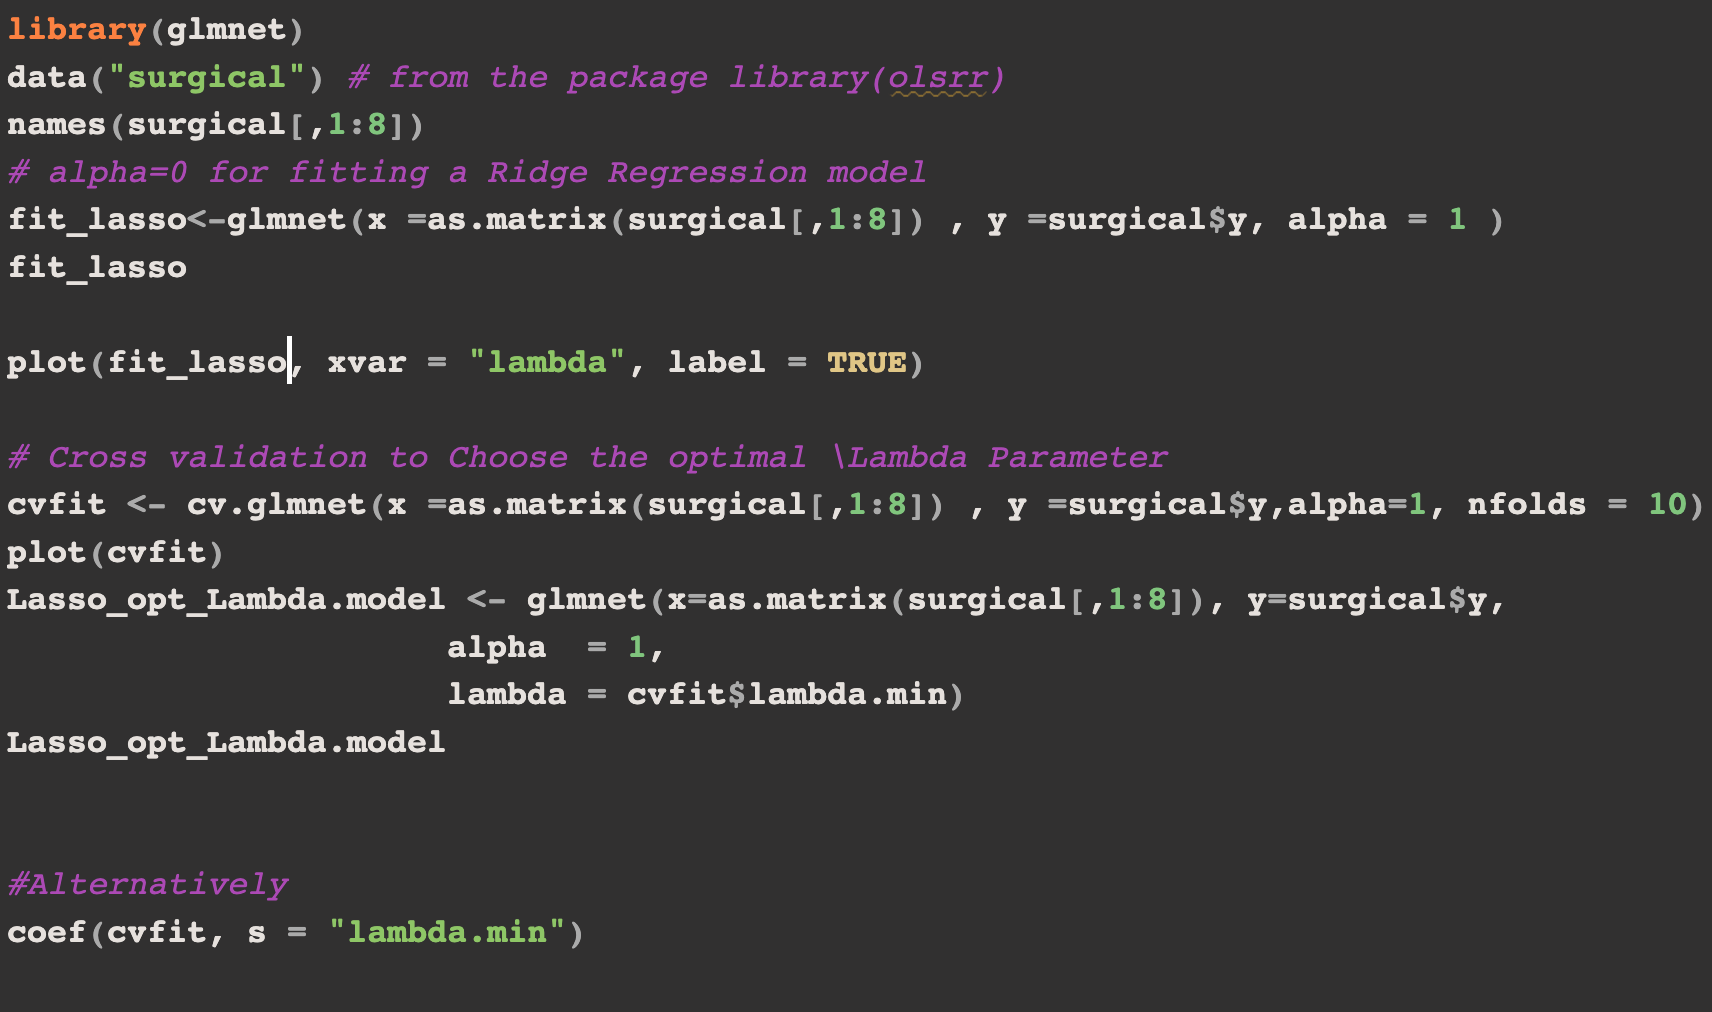 library(glmnet)
data("surgical") # from the package library(olsrr)
names(surgical[,1:8])
# alpha=0 for fitting a Ridge Regression model
fit_lasso<-glmnet(x =as.matrix(surgical[,1:8]) , y =surgical$y, alpha = 1 )
fit_lasso
plot(fit_lasso, xvar = "lambda", label = TRUE)
# Cross validation to Choose the optimal \Lambda Parameter
cvfit <- cv.glmnet(x =as.matrix(surgical[,1:8]) , y =surgical$y,alpha=1, nfolds = 10)
plot(cvfit)
Lasso_opt_Lambda.model <- glmnet(x=as.matrix(surgical[,1:8]), y=surgical$y,
alpha  = 1,
lambda = cvfit$lambda.min)
Lasso_opt_Lambda.model
#Alternatively
coef(cvfit, s = "lambda.min")